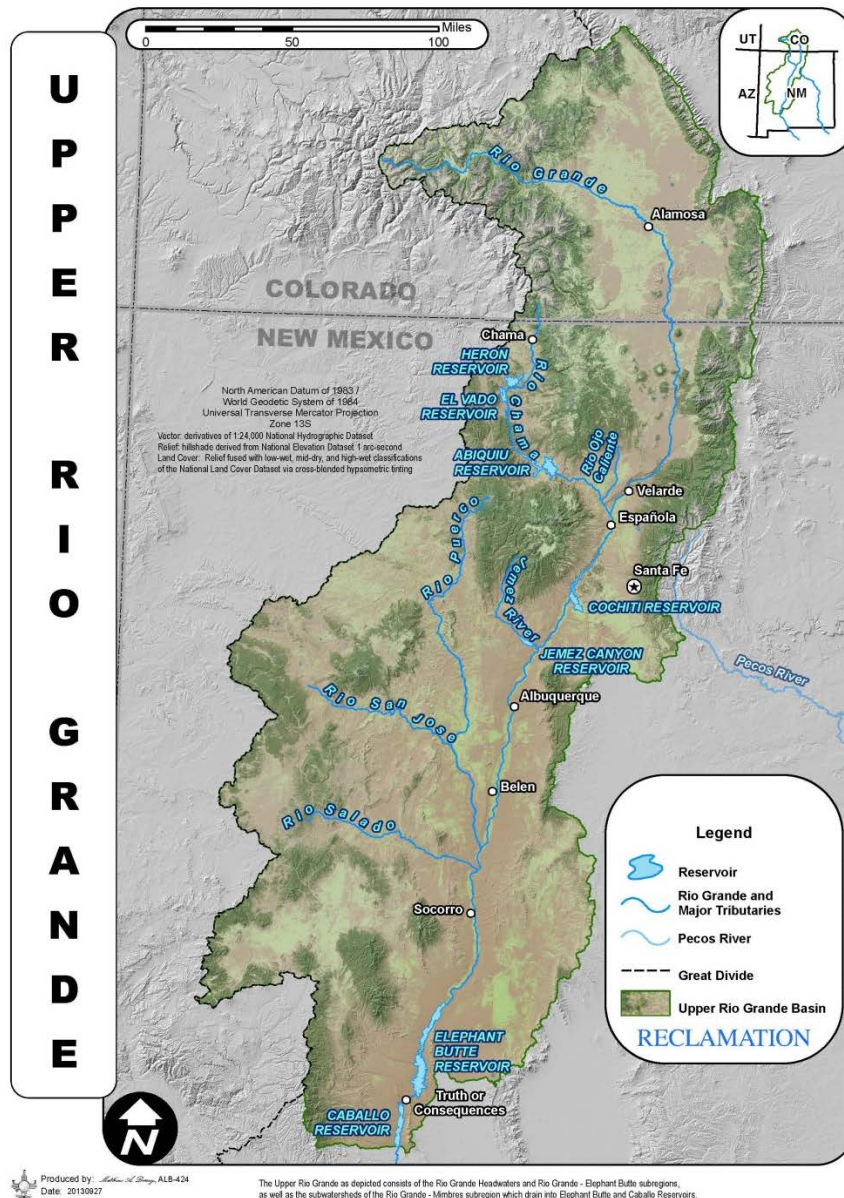 UPPER RIO GRANDE
Miles
0 50 100
UT CO
AZ NM
Rio Grande
Alamosa
COLORADO
NEW MEXICO
Chama
HERON
RESERVOIR
Rio Chama
EL VADO
RESERVOIR
North American Datum of 1983 /
World Geodetic System of 1984
Universal Transverse Mercator Projection
Zone 13S
Vector: derivatives of 1:24,000 National Hydrographic Dataset
Relief: hillshade derived from National Elevation Dataset 1 arc-second
Land Cover: Relief fused with low-wet, mid-dry, and high-wet classifications
of the National Land Cover Dataset via cross-blended hypsometric tinting
ABIQUIU
RESERVOIR
Rio Ojo
Caliente
Velarde
Española
Rio Puerco
Jemez River
Santa Fe
COCHITI RESERVOIR
JEMEZ CANYON
RESERVOIR
Pecos River
Rio San Jose
Albuquerque
Belen
Rio Salado
Socorro
ELEPHANT
BUTTE
RESERVOIR
Truth or
Consequences
CABALLO
RESERVOIR
Legend
Reservoir
Rio Grande and
Major Tributaries
Pecos River
Great Divide
Upper Rio Grande Basin
RECLAMATION
N
Produced by: ALB-424
Date: 20130927
The Upper Rio Grande as depicted consists of the Rio Grande Headwaters and Rio Grande - Elephant Butte subregions,
as well as the subwatersheds of the Rio Grande - Mimbres subregion which drain into Elephant Butte and Caballo Reservoirs.